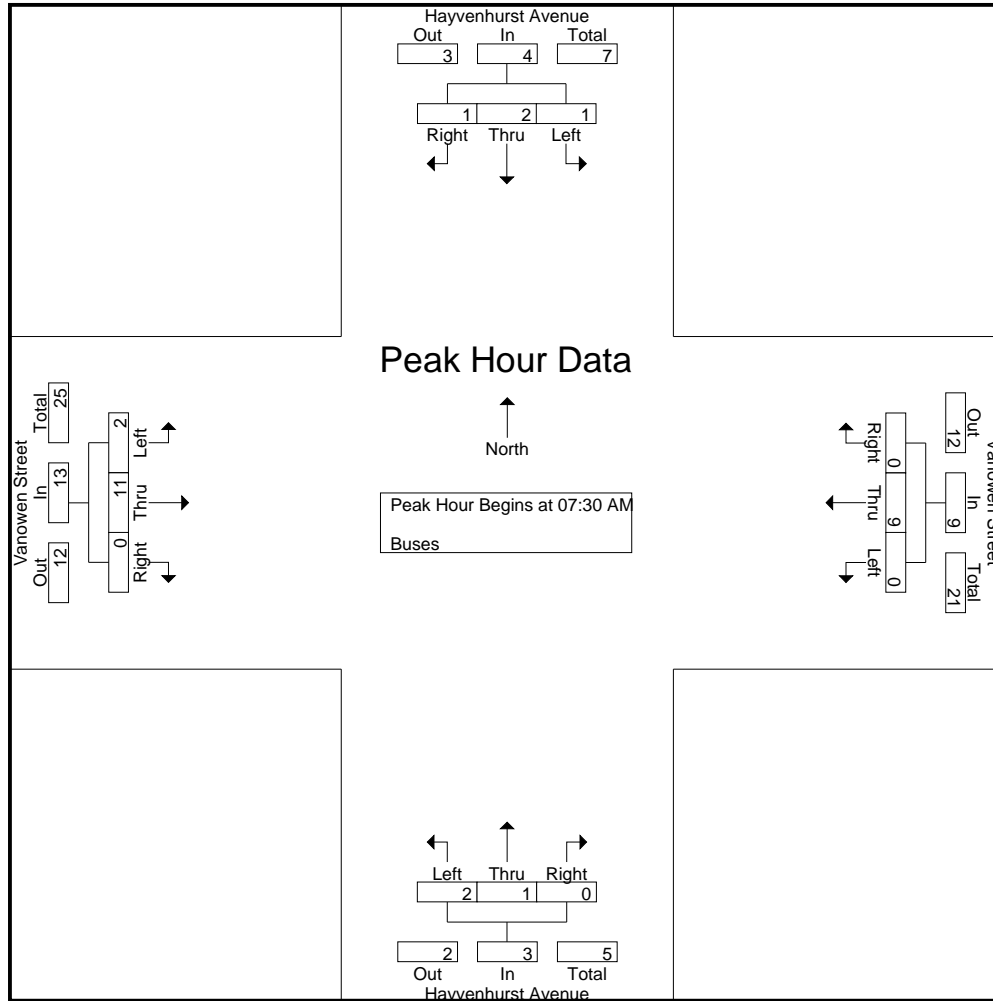 Hayvenhurst Avenue
Out In Total
3 4 7
1 2 1
Right Thru Left
Peak Hour Data
North
Peak Hour Begins at 07:30 AM
Buses
Vanowen Street
Total In Out
25 13 12
2 11 0
Left Thru Right
Vanowen Street
Out In Total
12 9 21
0 9 0
Right Thru Left
Left Thru Right
2 1 0
2 3 5
Out In Total
Hayvenhurst Avenue